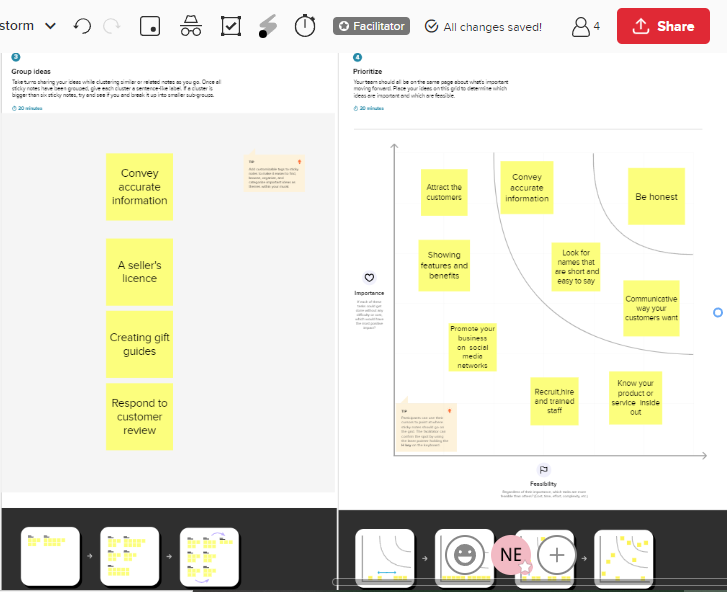 storm
Facilitator
All changes saved!
4
Share
3
Group ideas
Take turns sharing your ideas while clustering similar or related notes as you go. Once all
sticky notes have been grouped, give each cluster a sentence-like label. If a cluster is
bigger than six sticky notes, try and see if you and break it up into smaller sub-groups.
20 minutes
TIP
Convey
accurate
information
A seller's
licence
Creating gift
guides
Respond to
customer
review
4
Prioritize
Your team should all be on the same page about what's important
moving forward. Place your ideas on this grid to determine which
ideas are important and which are feasible.
20 minutes
Attract the
customers
Convey
accurate
information
Be honest
Showing
features and
benefits
Look for
names that
are short and
easy to say
Communicative
way your
customers want
Promote your
business
on social
media
networks
Recruit,hire
and trained
staff
Know your
product or
service inside
out
Importance
TIP
Feasibility
NE